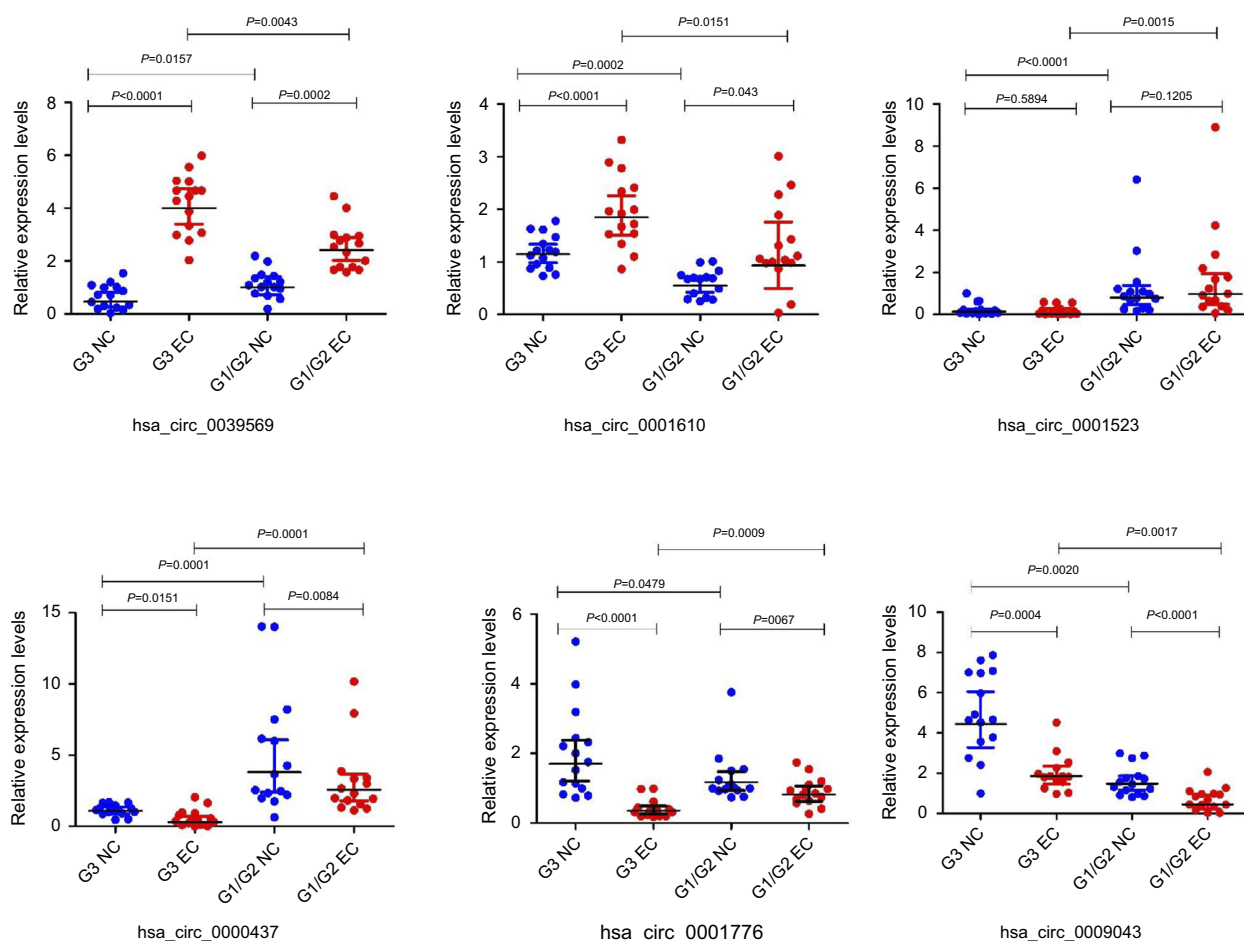 P=0.0043
P=0.0157
P<0.0001
P=0.0002
Relative expression levels
8
6
4
2
0
G3 NC
G3 EC
G1/G2 NC
G1/G2 EC
hsa_circ_0039569
P=0.0151
P=0.0002
P<0.0001
P=0.043
Relative expression levels
4
3
2
1
0
G3 NC
G3 EC
G1/G2 NC
G1/G2 EC
hsa_circ_0001610
P=0.0015
P<0.0001
P=0.5894
P=0.1205
Relative expression levels
10
8
6
4
2
0
G3 NC
G3 EC
G1/G2 NC
G1/G2 EC
hsa_circ_0001523
P=0.0001
P=0.0001
P=0.0151
P=0.0084
Relative expression levels
15
10
5
0
G3 NC
G3 EC
G1/G2 NC
G1/G2 EC
hsa_circ_0000437
P=0.0009
P=0.0479
P<0.0001
P=0067
Relative expression levels
6
4
2
0
G3 NC
G3 EC
G1/G2 NC
G1/G2 EC
hsa circ 0001776
P=0.0017
P=0.0020
P=0.0004
P<0.0001
Relative expression levels
10
8
6
4
2
0
G3 NC
G3 EC
G1/G2 NC
G1/G2 EC
hsa_circ_0009043